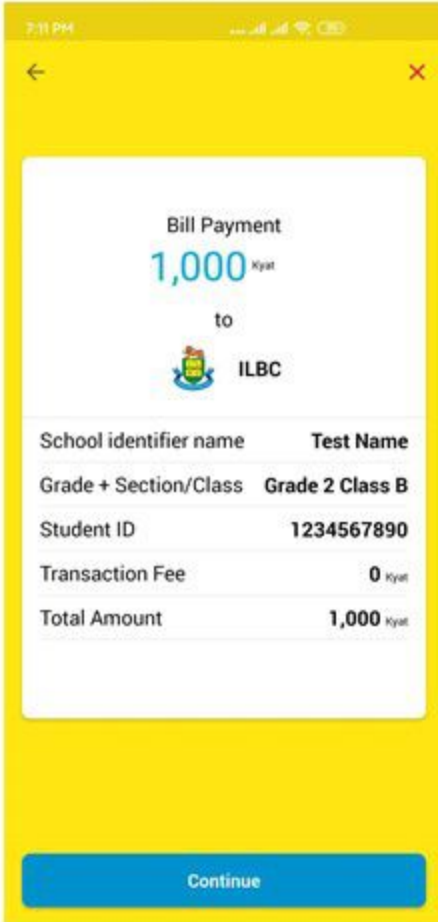 7:11 PM
Bill Payment
1,000 Kyat
to
ILBC
School identifier name Test Name
Grade + Section/Class Grade 2 Class B
Student ID 1234567890
Transaction Fee 0 Kyat
Total Amount 1,000 Kyat
Continue